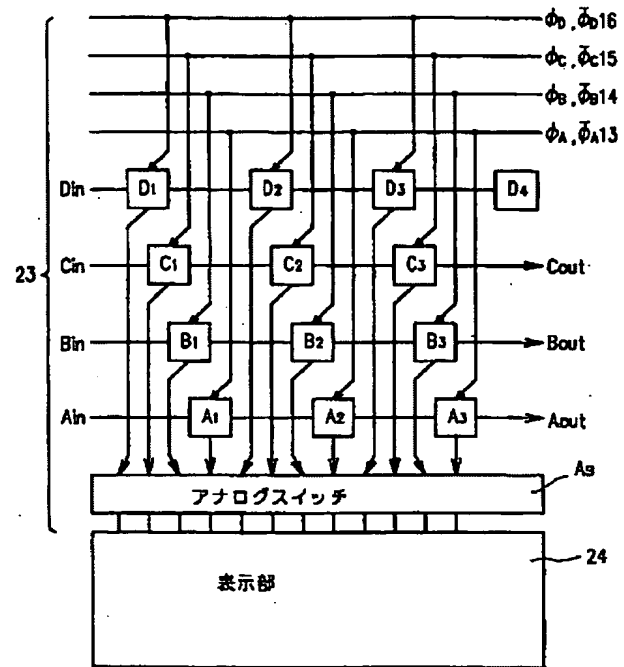 ϕD,ϕ̄D16
ϕC,ϕ̄C15
ϕB,ϕ̄B14
ϕA,ϕ̄A13
Din D1 D2 D3 D4
23
Cin C1 C2 C3 Cout
Bin B1 B2 B3 Bout
Ain A1 A2 A3 Aout
アナログスイッチ
As
表示部
24